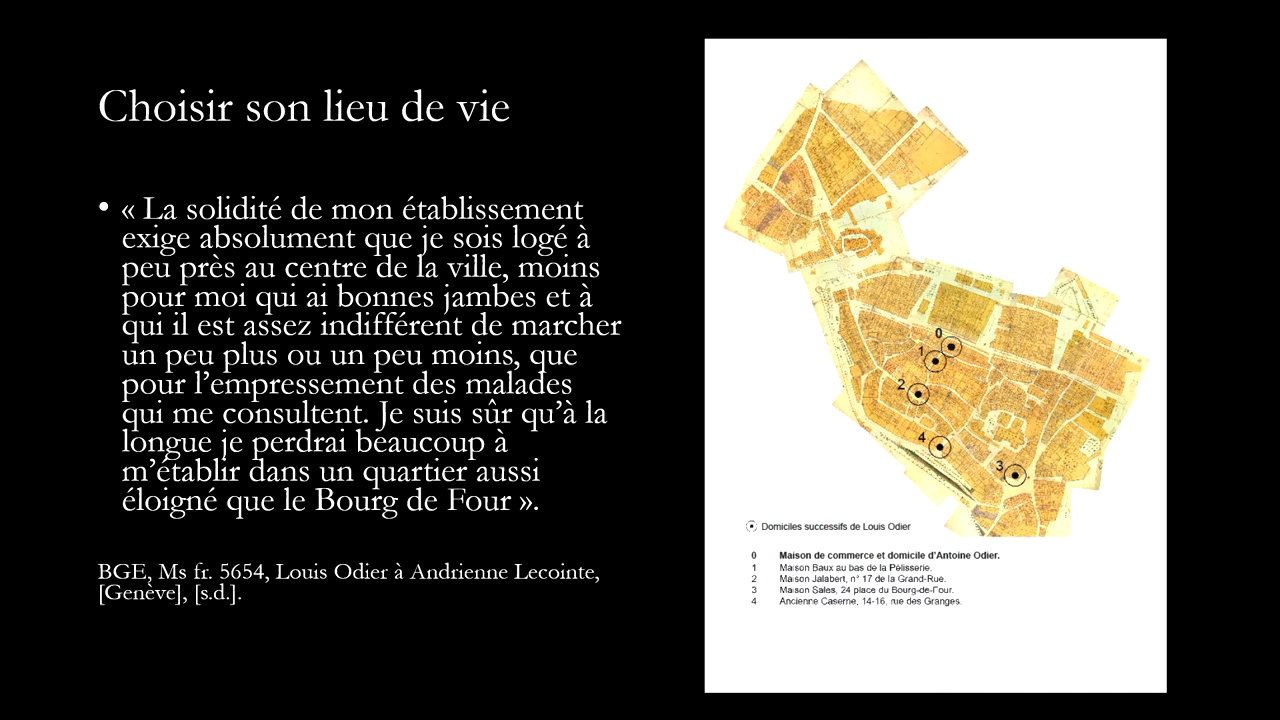 Choisir son lieu de vie
• « La solidité de mon établissement
exige absolument que je sois logé à
peu près au centre de la ville, moins
pour moi qui ai bonnes jambes et à
qui il est assez indifférent de marcher
un peu plus ou un peu moins, que
pour l’empressement des malades
qui me consultent. Je suis sûr qu’à la
longue je perdrai beaucoup à
m’établir dans un quartier aussi
éloigné que le Bourg de Four ».
BGE, Ms fr. 5654, Louis Odier à Andrienne Lecointe,
[Genève], [s.d.].
0
1
2
4
3
Domiciles successifs de Louis Odier
0 Maison de commerce et domicile d'Antoine Odier.
1 Maison Baux au bas de la Pélisserie.
2 Maison Jalabert, n° 17 de la Grand-Rue.
3 Maison Sales, 24 place du Bourg-de-Four.
4 Ancienne Caserne, 14-16, rue des Granges.